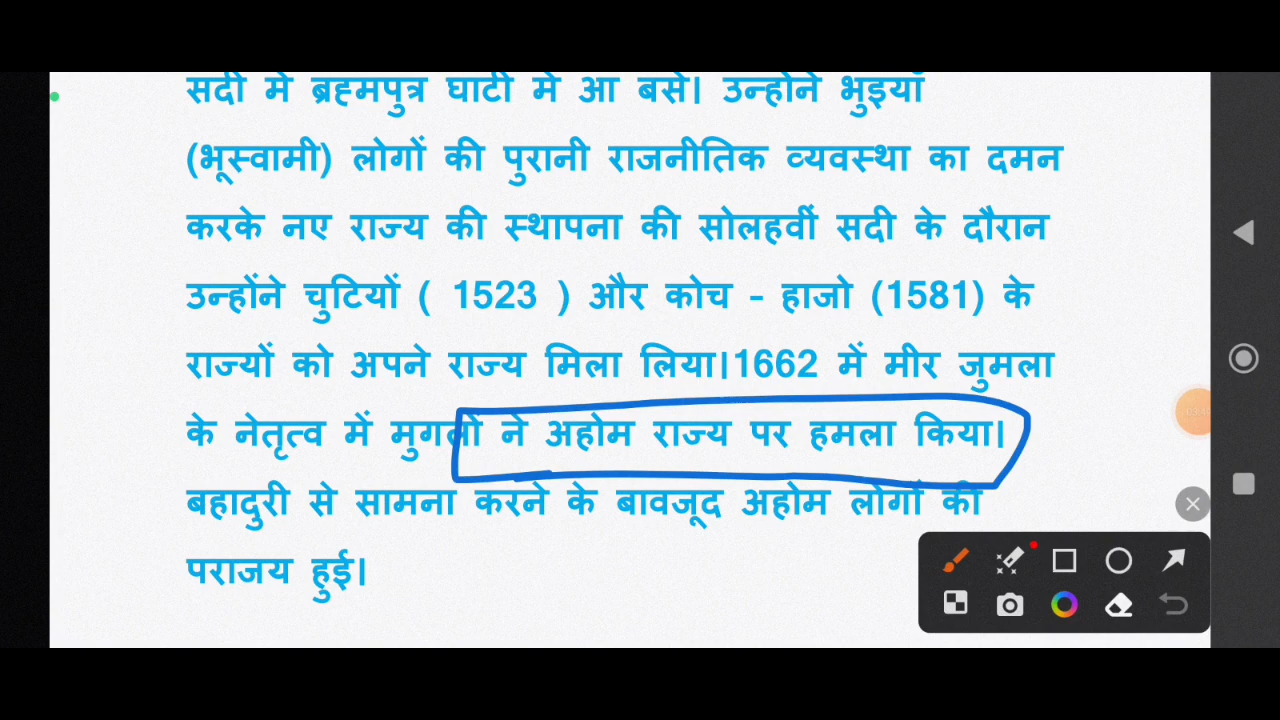 सदी में ब्रह्मपुत्र घाटी में आ बसे। उन्होंने भुइयाँ
(भूस्वामी) लोगों की पुरानी राजनीतिक व्यवस्था का दमन
करके नए राज्य की स्थापना की सोलहवीं सदी के दौरान
उन्होंने चुटियों ( 1523 ) और कोच - हाजो (1581) के
राज्यों को अपने राज्य मिला लिया।1662 में मीर जुमला
के नेतृत्व में मुगलों ने अहोम राज्य पर हमला किया।
बहादुरी से सामना करने के बावजूद अहोम लोगों की
पराजय हुई।